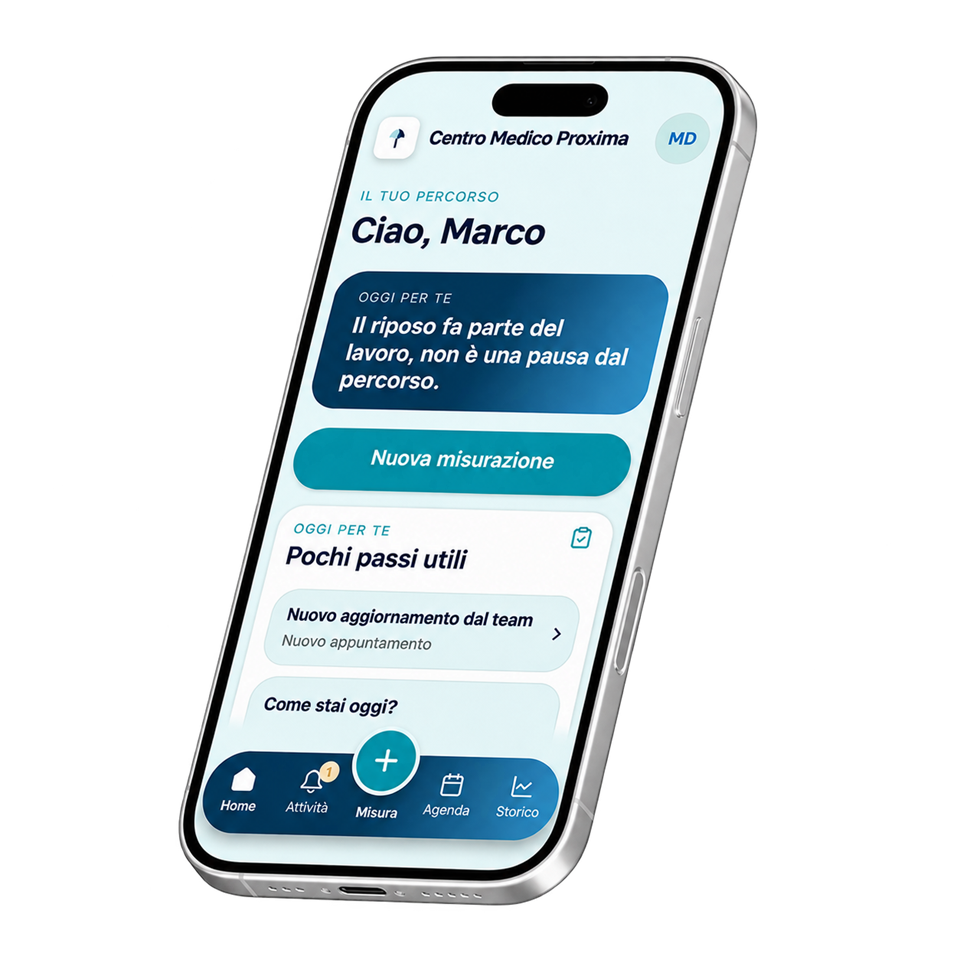 Centro Medico Proxima
MD
IL TUO PERCORSO
Ciao, Marco
OGGI PER TE
Il riposo fa parte del
lavoro, non è una pausa dal
percorso.
Nuova misurazione
OGGI PER TE
Pochi passi utili
Nuovo aggiornamento dal team
Nuovo appuntamento
Come stai oggi?
1
Home
Attività
Misura
Agenda
Storico